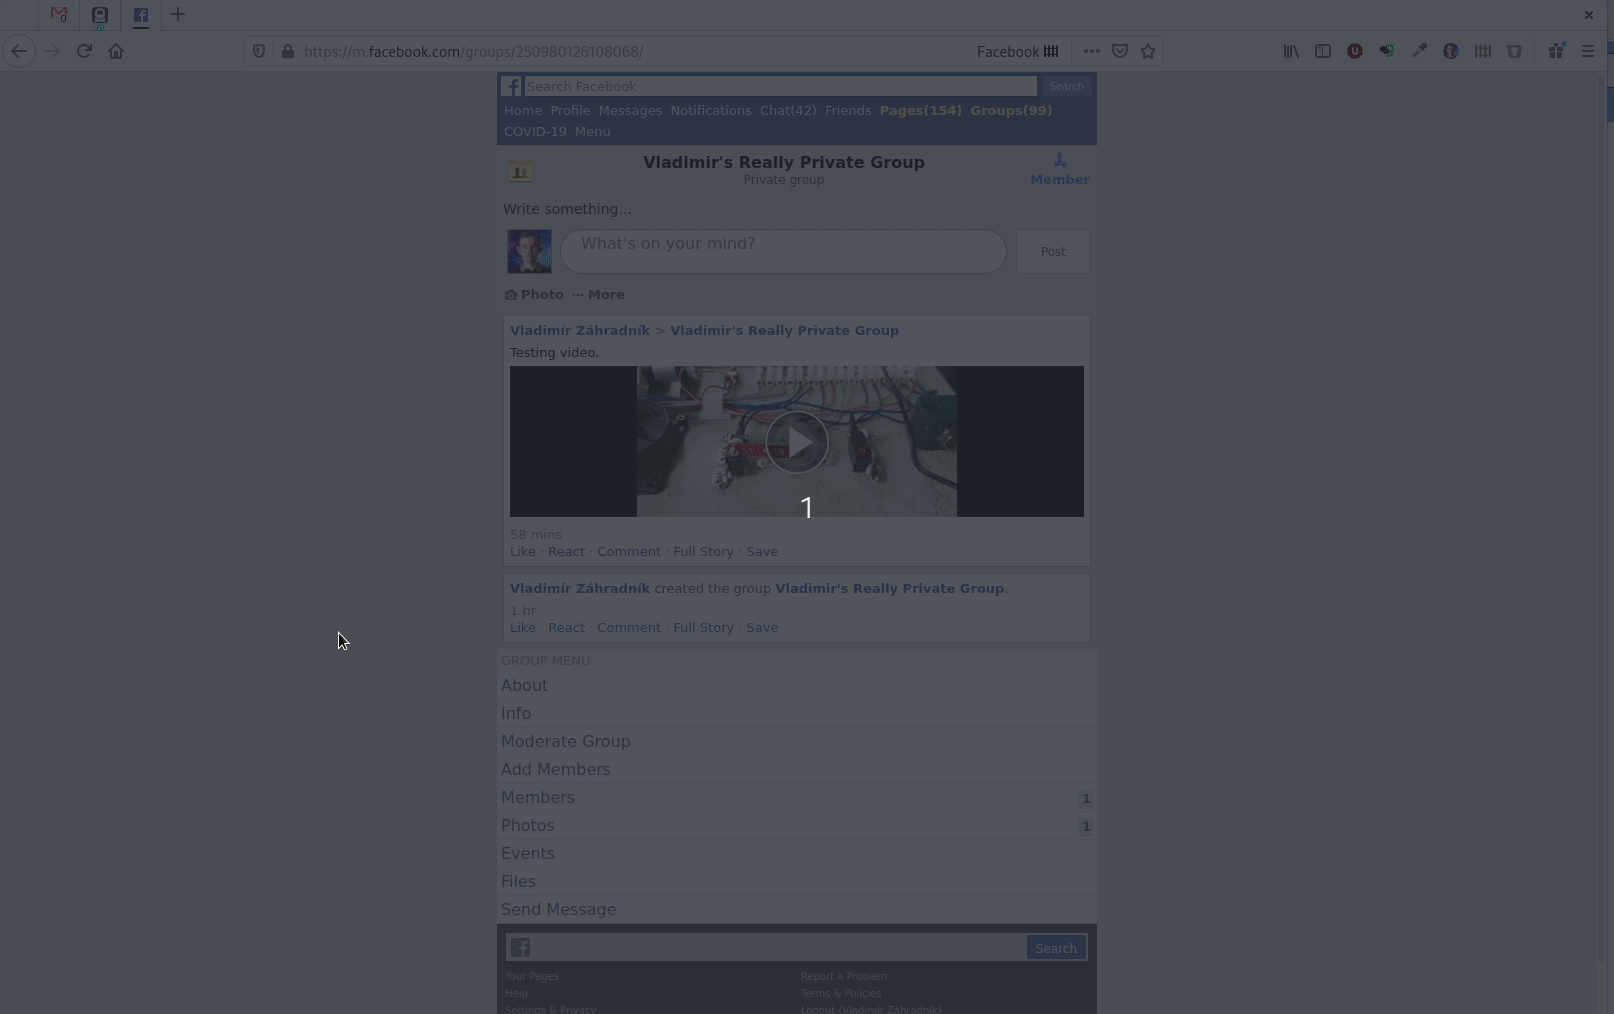 https://m.facebook.com/groups/250980126108068/
Facebook
Search Facebook
Search
Home Profile Messages Notifications Chat(42) Friends Pages(154) Groups(99)
COVID-19 Menu
Vladimir's Really Private Group
Private group
Member
Write something...
What's on your mind?
Post
Photo ··· More
Vladimír Záhradník > Vladimir's Really Private Group
Testing video.
1
58 mins
Like · React · Comment · Full Story · Save
Vladimír Záhradník created the group Vladimir's Really Private Group.
1 hr
Like · React · Comment · Full Story · Save
GROUP MENU
About
Info
Moderate Group
Add Members
Members 1
Photos 1
Events
Files
Send Message
Search
Your Pages Report a Problem
Help Terms & Policies
Settings & Privacy Logout (Vladimír Záhradník)